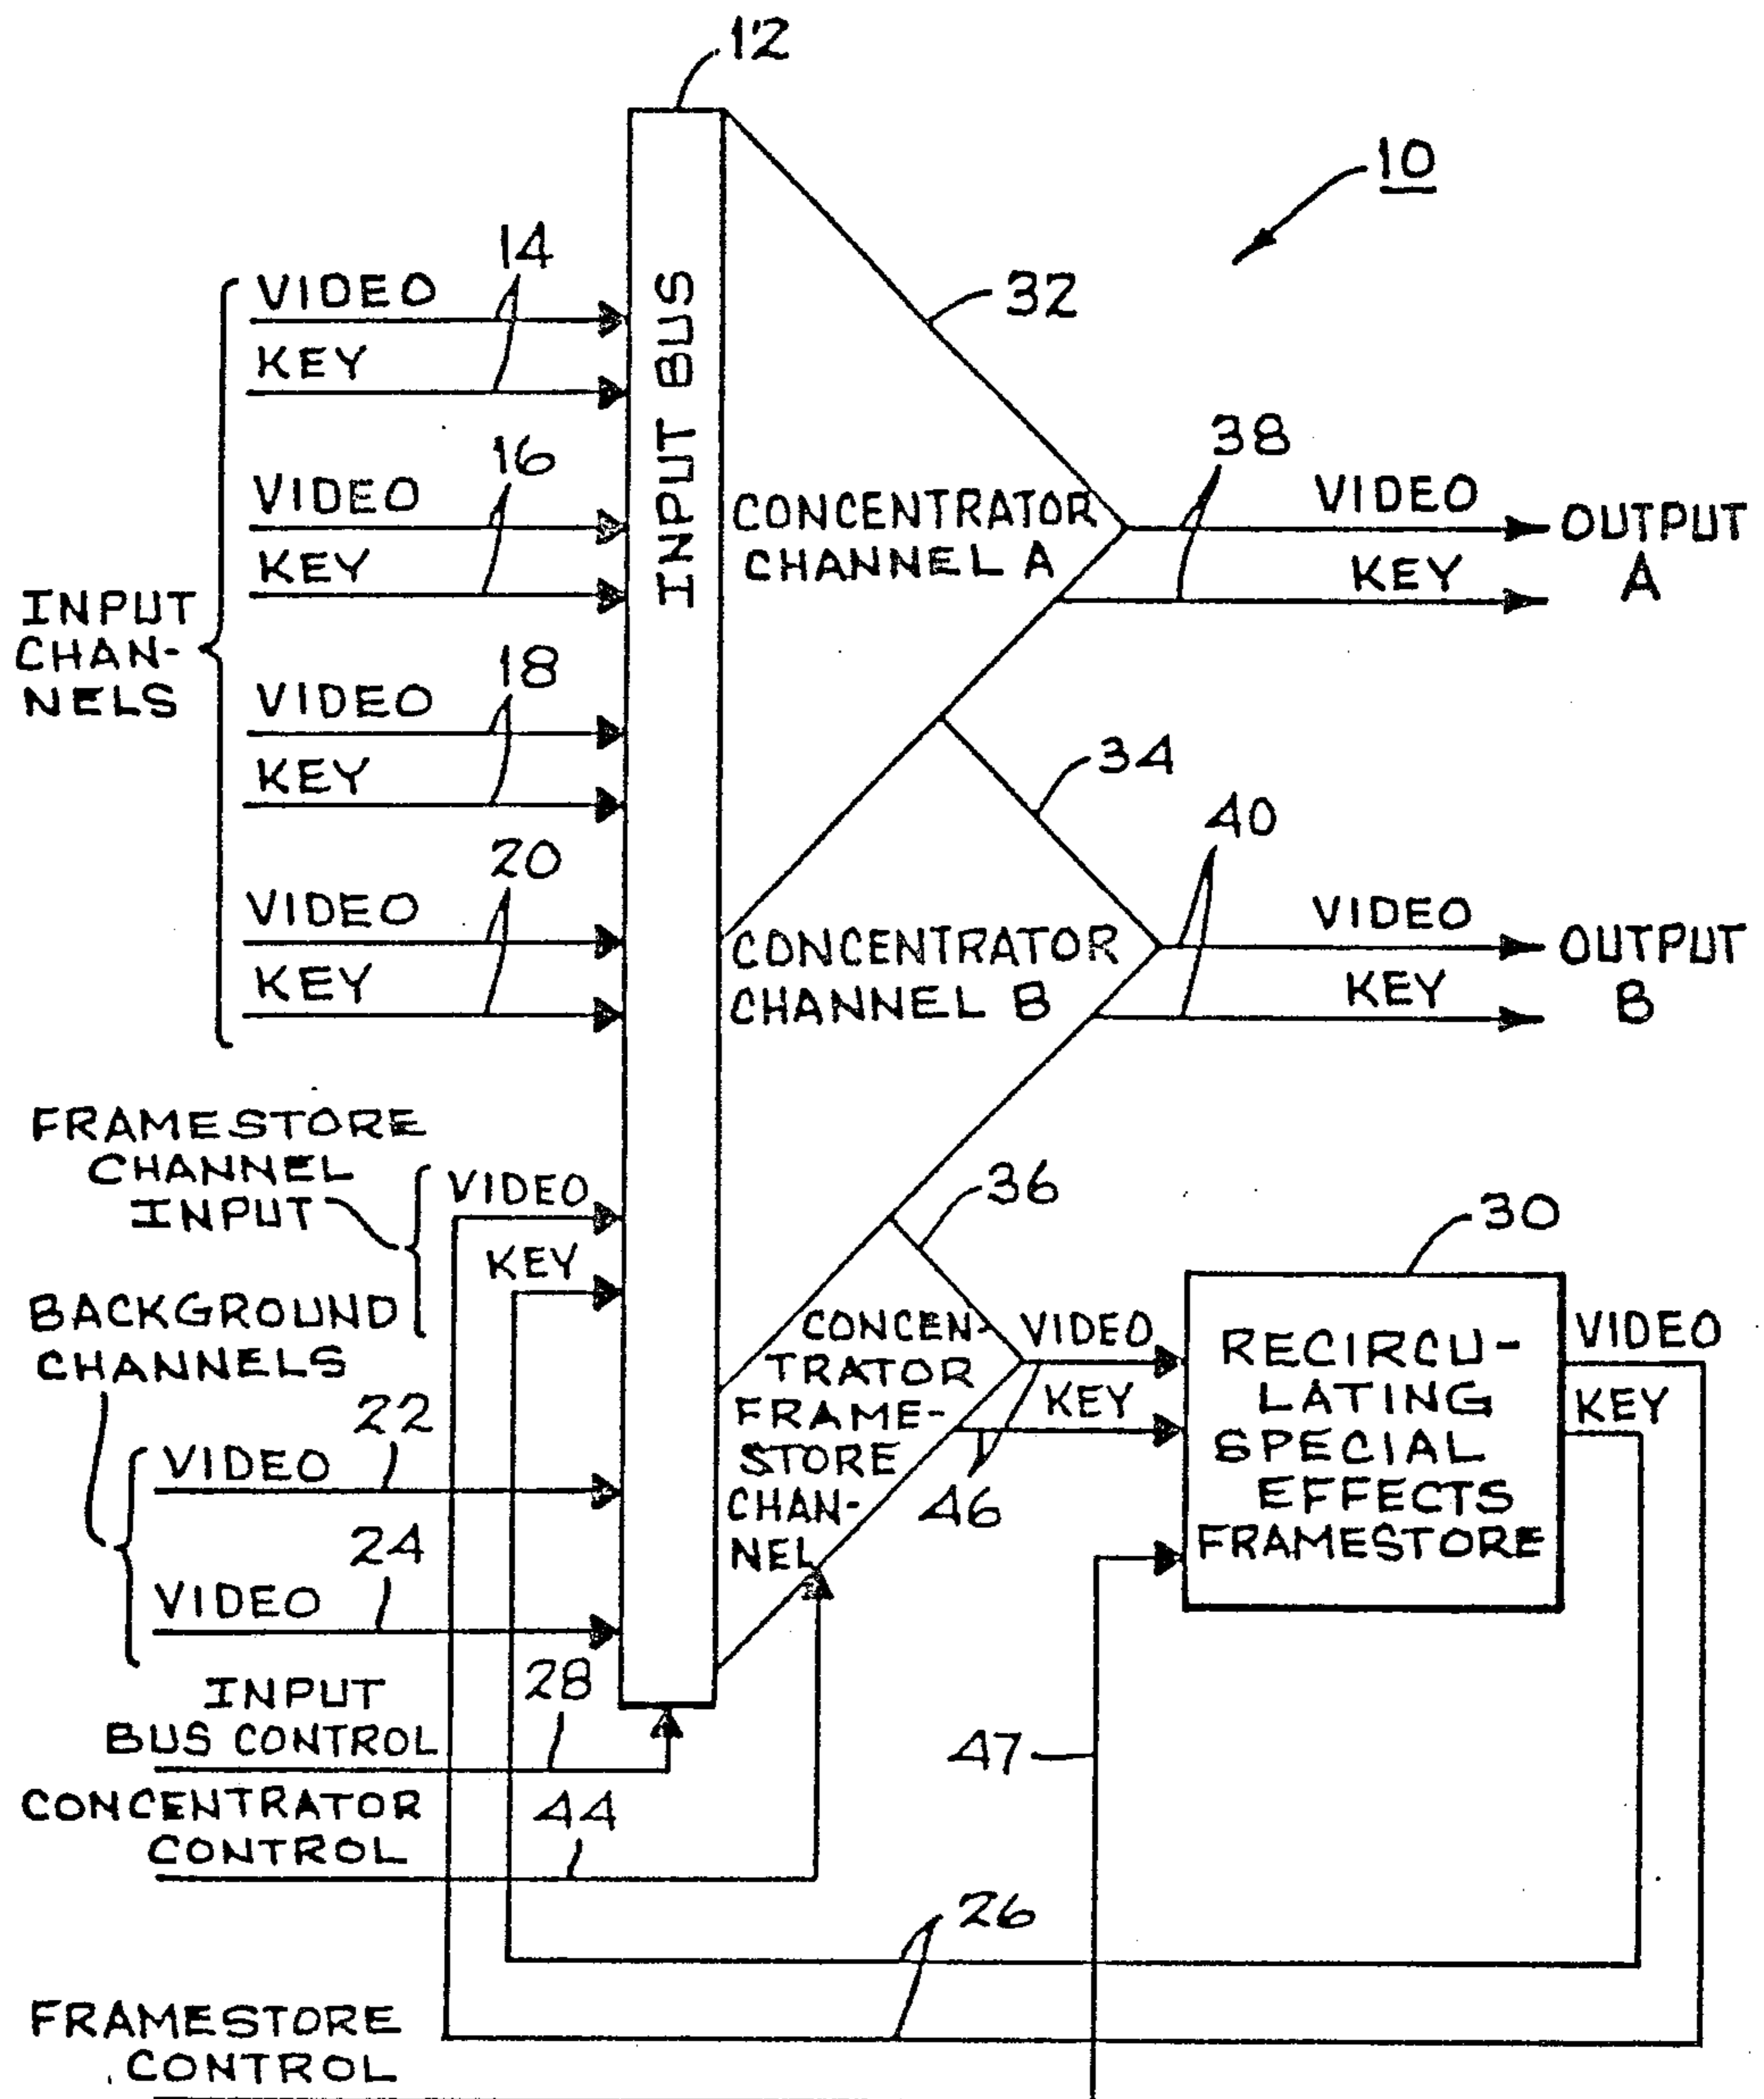 12
10
14
VIDEO
KEY
INPUT BUS
32
16
VIDEO
KEY
38
CONCENTRATOR
CHANNEL A
VIDEO
KEY
OUTPUT
A
INPUT
CHAN-
NELS
18
VIDEO
KEY
34
20
VIDEO
KEY
40
CONCENTRATOR
CHANNEL B
VIDEO
KEY
OUTPUT
B
FRAMESTORE
CHANNEL
INPUT
VIDEO
KEY
36
30
BACKGROUND
CHANNELS
CONCEN-
TRATOR
FRAME-
STORE
CHAN-
NEL
VIDEO
KEY
46
RECIRCU-
LATING
SPECIAL
EFFECTS
FRAMESTORE
VIDEO
KEY
22
VIDEO
24
VIDEO
28
INPUT
BUS CONTROL
47
CONCENTRATOR
CONTROL
44
26
FRAMESTORE
CONTROL